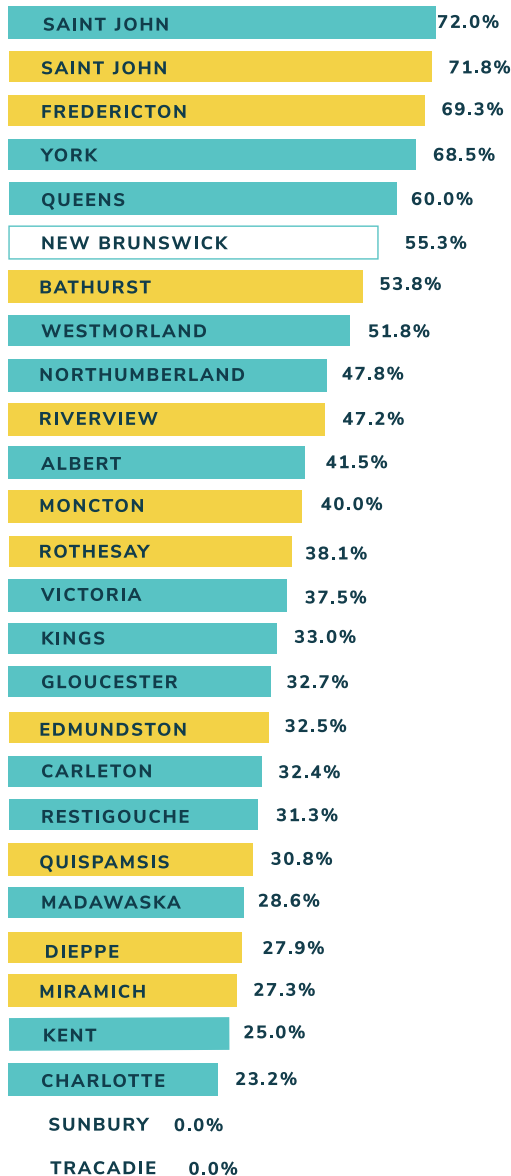 SAINT JOHN 72.0%
SAINT JOHN 71.8%
FREDERICTON 69.3%
YORK 68.5%
QUEENS 60.0%
NEW BRUNSWICK 55.3%
BATHURST 53.8%
WESTMORLAND 51.8%
NORTHUMBERLAND 47.8%
RIVERVIEW 47.2%
ALBERT 41.5%
MONCTON 40.0%
ROTHESAY 38.1%
VICTORIA 37.5%
KINGS 33.0%
GLOUCESTER 32.7%
EDMUNDSTON 32.5%
CARLETON 32.4%
RESTIGOUCHE 31.3%
QUISPAMSIS 30.8%
MADAWASKA 28.6%
DIEPPE 27.9%
MIRAMICH 27.3%
KENT 25.0%
CHARLOTTE 23.2%
SUNBURY 0.0%
TRACADIE 0.0%